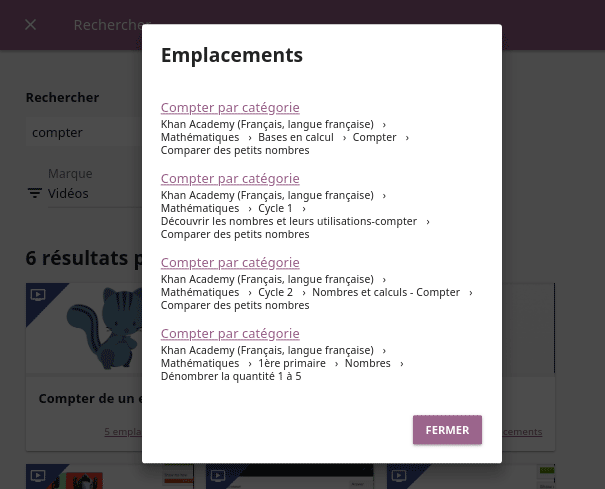 Rechercher
Emplacements
Rechercher
compter
Marque
Vidéos
6 résultats p
Compter par catégorie
Khan Academy (Français, langue française) ›
Mathématiques › Bases en calcul › Compter ›
Comparer des petits nombres
Compter par catégorie
Khan Academy (Français, langue française) ›
Mathématiques › Cycle 1 ›
Découvrir les nombres et leurs utilisations-compter ›
Comparer des petits nombres
Compter par catégorie
Khan Academy (Français, langue française) ›
Mathématiques › Cycle 2 › Nombres et calculs - Compter ›
Comparer des petits nombres
Compter par catégorie
Khan Academy (Français, langue française) ›
Mathématiques › 1ère primaire › Nombres ›
Dénombrer la quantité 1 à 5
Compter de un e
5 empla
cements
FERMER